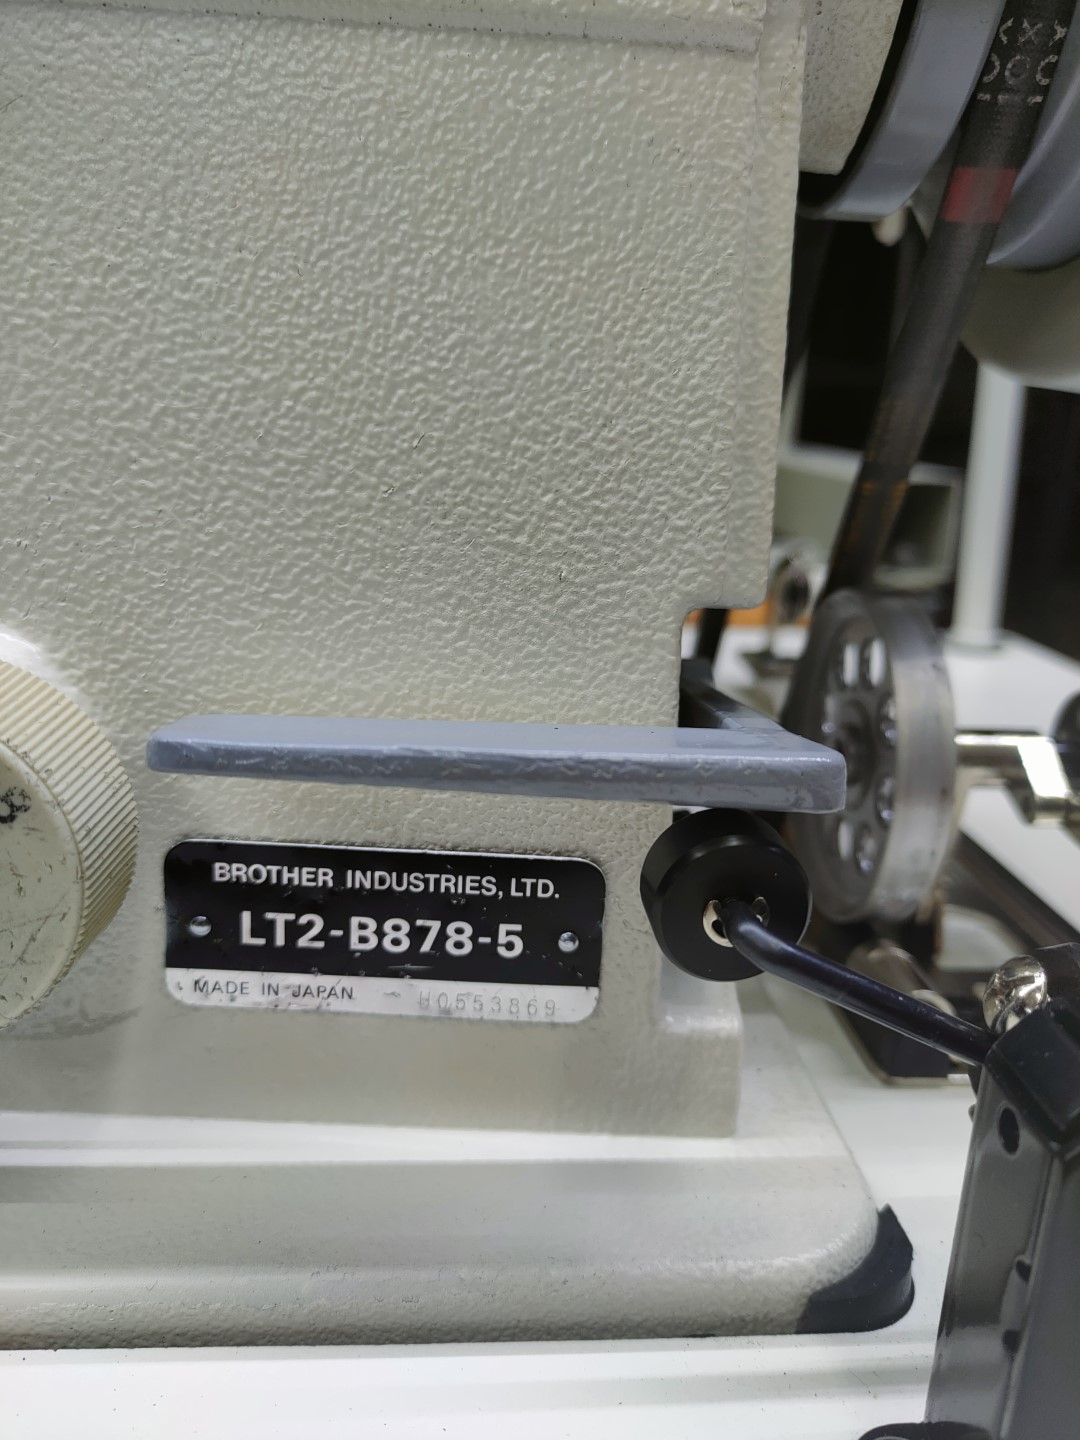 BROTHER INDUSTRIES, LTD.
LT2-B878-5
MADE IN JAPAN H0553869